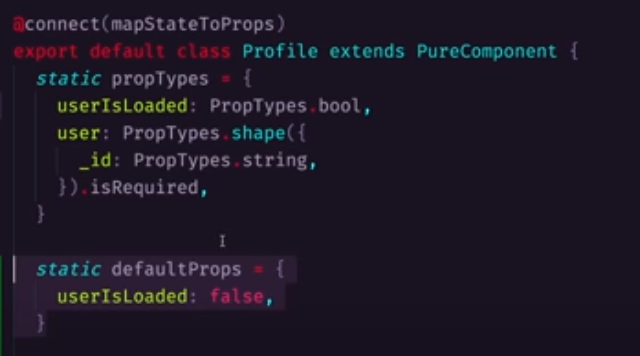 @connect(mapStateToProps)
export default class Profile extends PureComponent {
  static propTypes = {
    userIsLoaded: PropTypes.bool,
    user: PropTypes.shape({
      _id: PropTypes.string,
    }).isRequired,
  }
  static defaultProps = {
    userIsLoaded: false,
  }